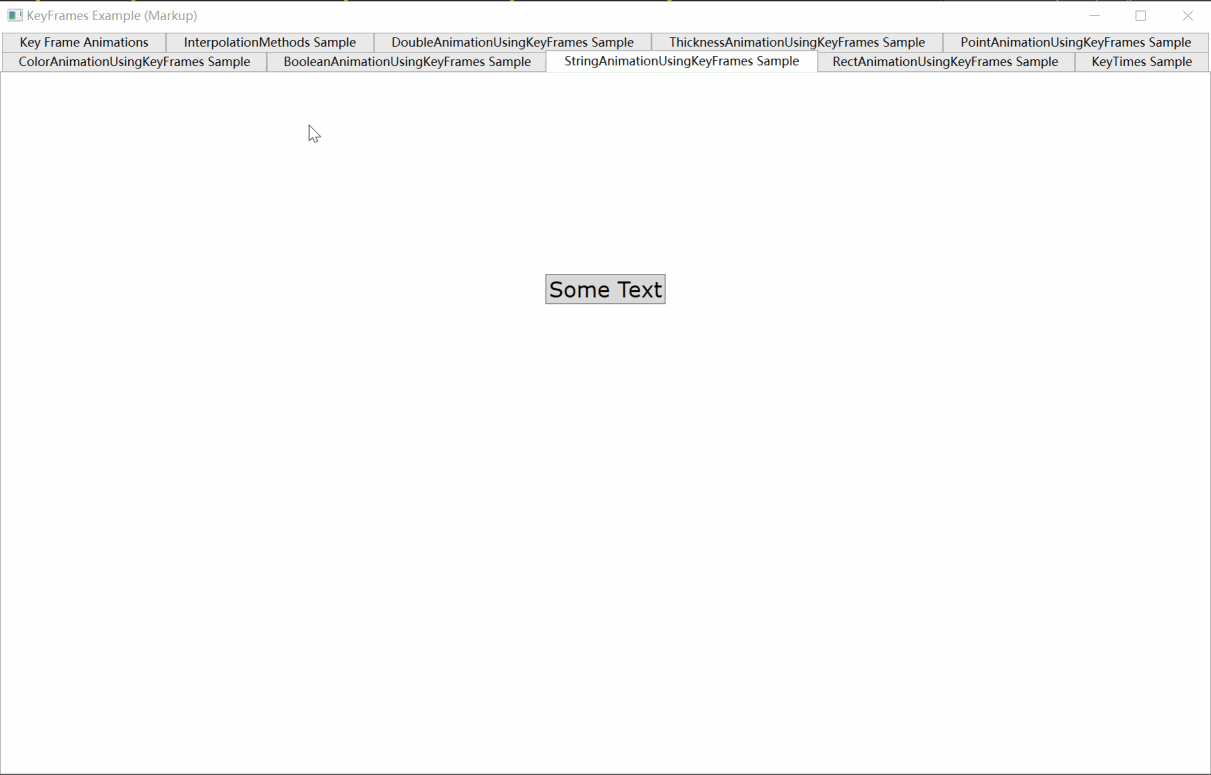 KeyFrames Example (Markup)
Key Frame Animations InterpolationMethods Sample DoubleAnimationUsingKeyFrames Sample ThicknessAnimationUsingKeyFrames Sample PointAnimationUsingKeyFrames Sample
ColorAnimationUsingKeyFrames Sample BooleanAnimationUsingKeyFrames Sample StringAnimationUsingKeyFrames Sample RectAnimationUsingKeyFrames Sample KeyTimes Sample
Some Text